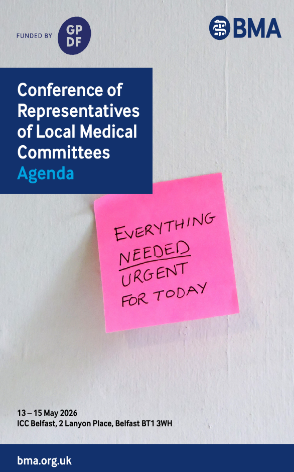 FUNDED BY
GP
DF
BMA
Conference of
Representatives
of Local Medical
Committees
Agenda
EVERYTHING
NEEDED
URGENT
FOR TODAY
13 – 15 May 2026
ICC Belfast, 2 Lanyon Place, Belfast BT1 3WH
bma.org.uk